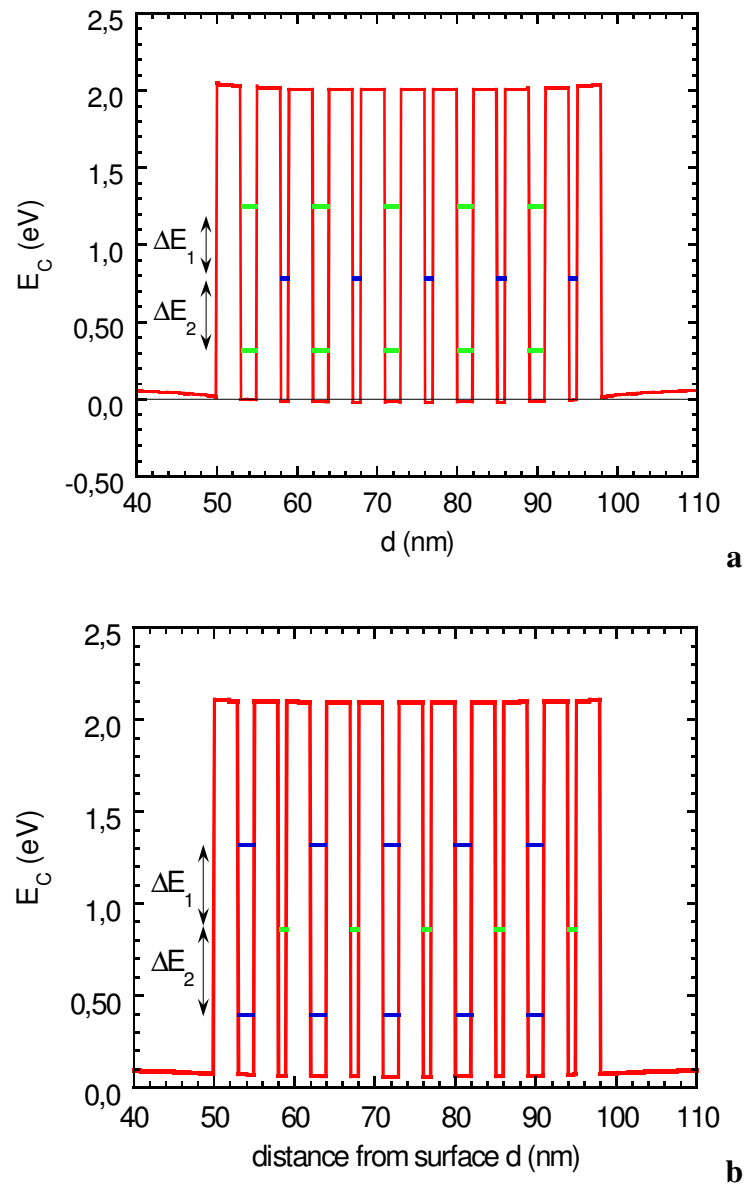 2,5
2,0
1,5
1,0
0,50
0,0
-0,50
E_C (eV)
ΔE_1
ΔE_2
40 50 60 70 80 90 100 110
d (nm)
a
2,5
2,0
1,5
1,0
0,50
0,0
E_C (eV)
ΔE_1
ΔE_2
40 50 60 70 80 90 100 110
distance from surface d (nm)
b